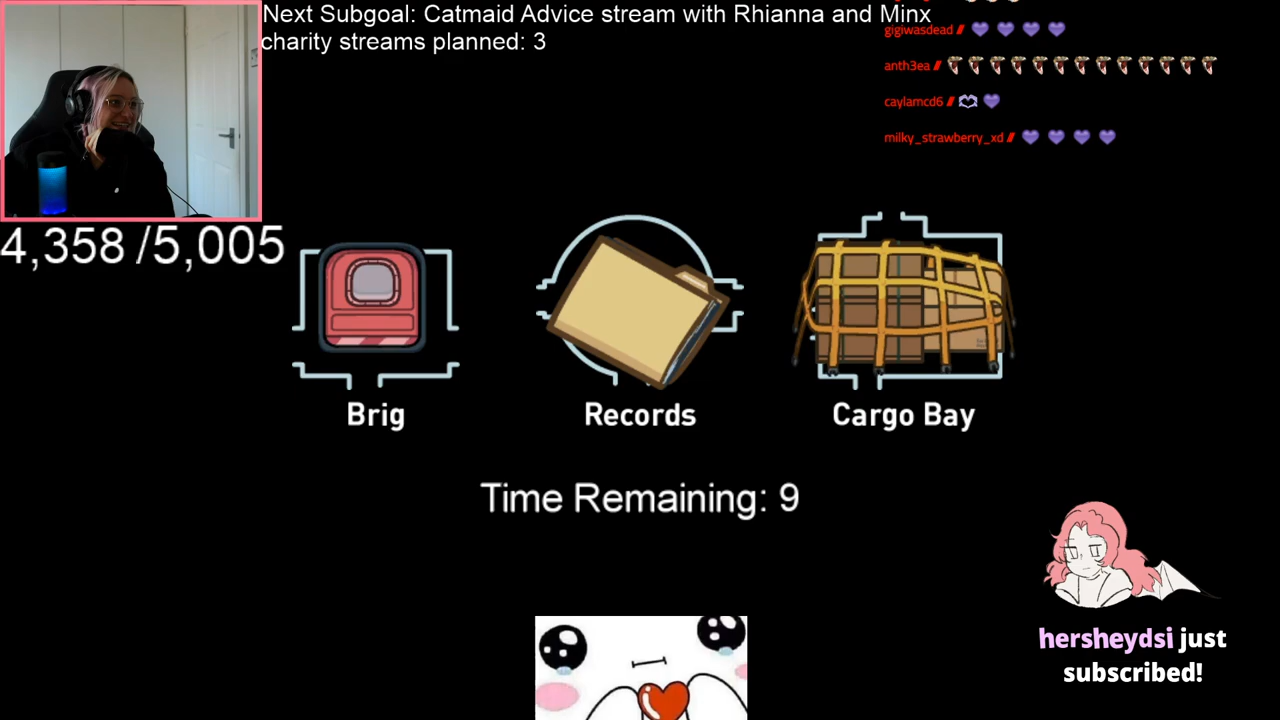 Next Subgoal: Catmaid Advice stream with Rhianna and Minx
charity streams planned: 3
gigiwasdead //
anth3ea //
caylamcd6 //
milky_strawberry_xd //
4,358 /5,005
Brig
Records
Cargo Bay
Time Remaining: 9
hersheydsi just
subscribed!